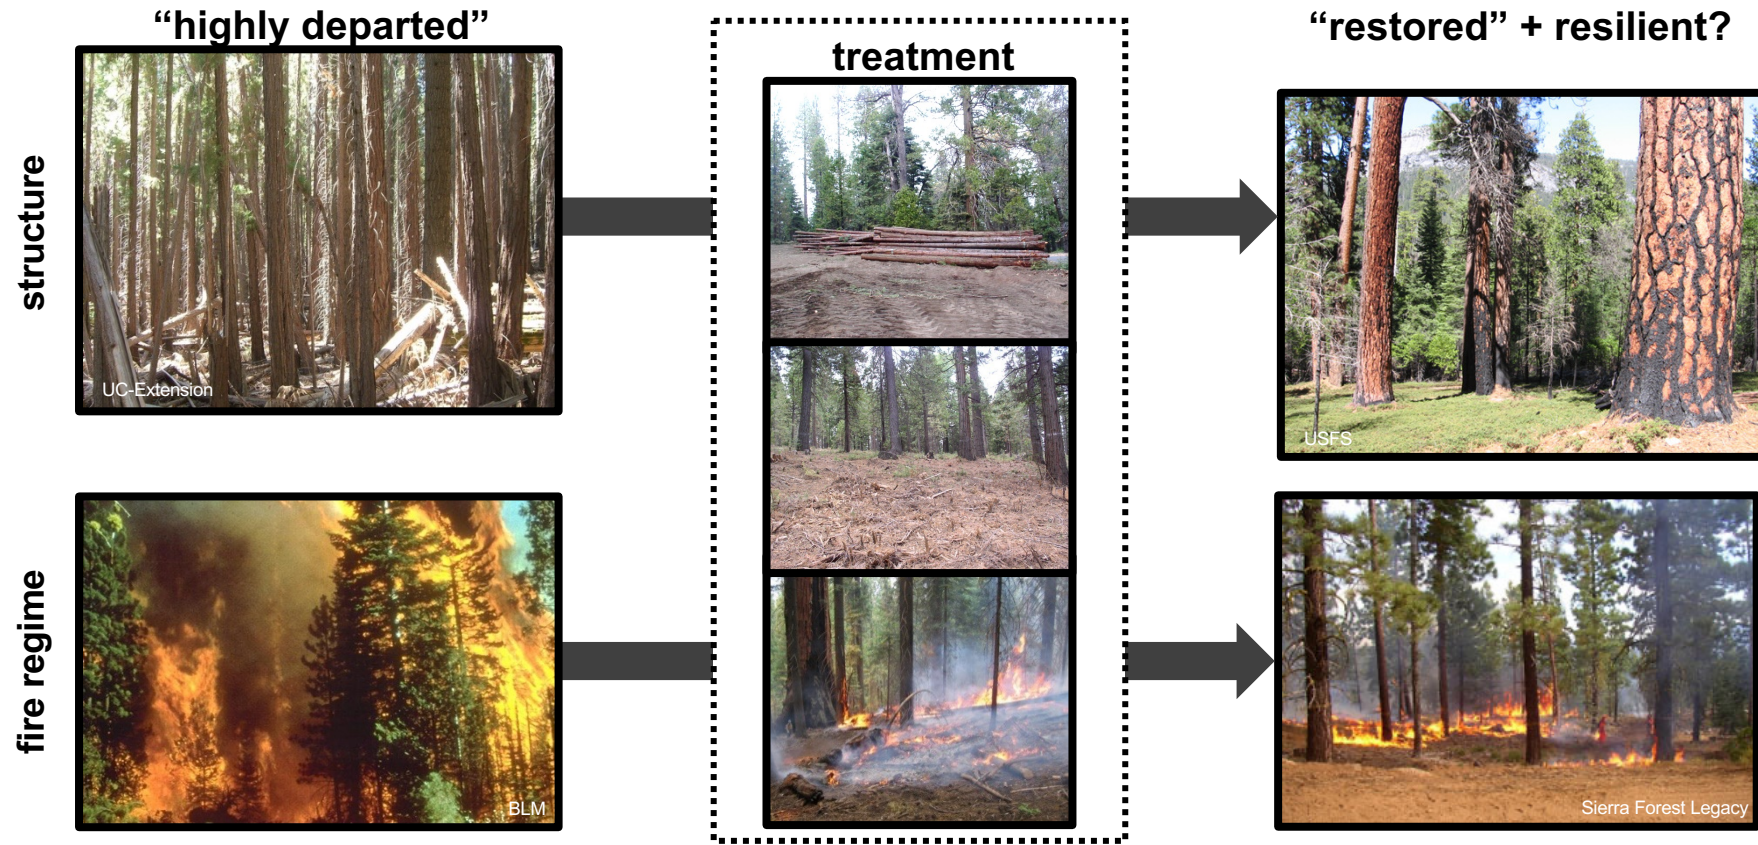 “highly departed”
treatment
“restored” + resilient?
structure
UC-Extension
USFS
fire regime
BLM
Sierra Forest Legacy